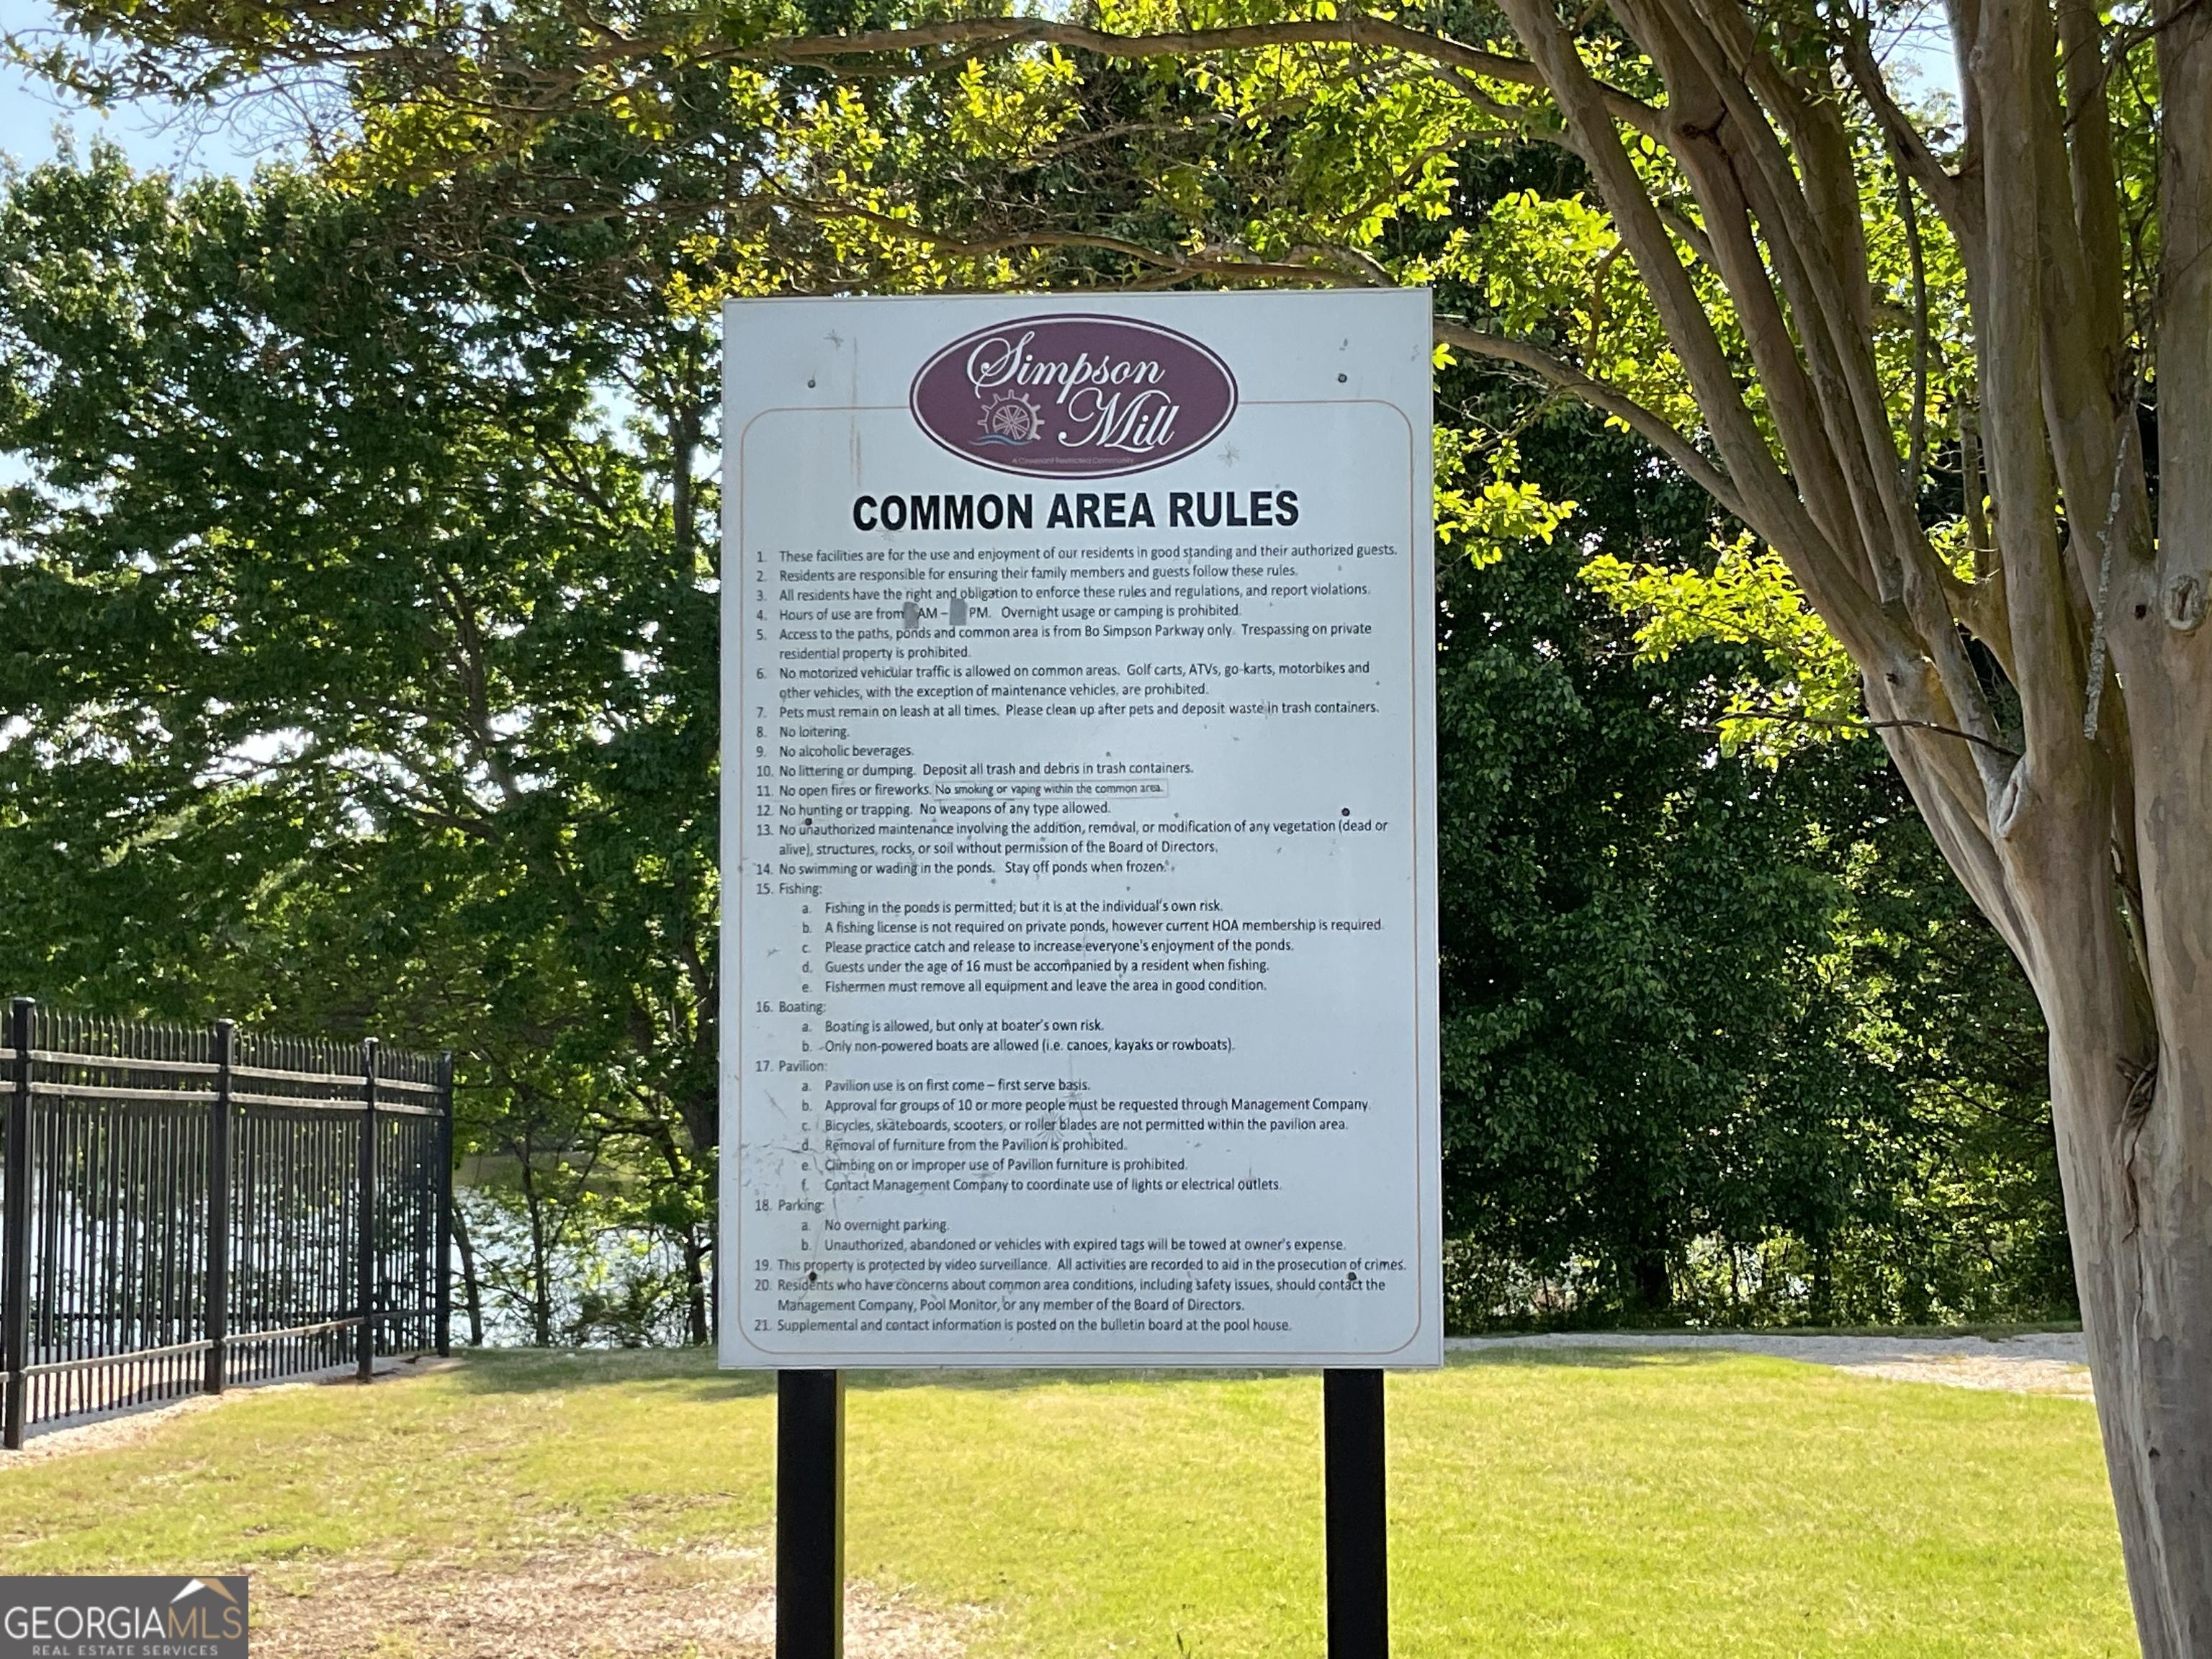 Simpson
Mill
A Covenant Restricted Community
COMMON AREA RULES
1. These facilities are for the use and enjoyment of our residents in good standing and their authorized guests.
2. Residents are responsible for ensuring their family members and guests follow these rules.
3. All residents have the right and obligation to enforce these rules and regulations, and report violations.
4. Hours of use are from AM – PM. Overnight usage or camping is prohibited.
5. Access to the paths, ponds and common area is from Bo Simpson Parkway only. Trespassing on private
residential property is prohibited.
6. No motorized vehicular traffic is allowed on common areas. Golf carts, ATVs, go-karts, motorbikes and
other vehicles, with the exception of maintenance vehicles, are prohibited.
7. Pets must remain on leash at all times. Please clean up after pets and deposit waste in trash containers.
8. No loitering.
9. No alcoholic beverages.
10. No littering or dumping. Deposit all trash and debris in trash containers.
11. No open fires or fireworks. No smoking or vaping within the common area.
12. No hunting or trapping. No weapons of any type allowed.
13. No unauthorized maintenance involving the addition, removal, or modification of any vegetation (dead or
alive), structures, rocks, or soil without permission of the Board of Directors.
14. No swimming or wading in the ponds. Stay off ponds when frozen.
15. Fishing:
a. Fishing in the ponds is permitted; but it is at the individual's own risk.
b. A fishing license is not required on private ponds, however current HOA membership is required.
c. Please practice catch and release to increase everyone's enjoyment of the ponds.
d. Guests under the age of 16 must be accompanied by a resident when fishing.
e. Fishermen must remove all equipment and leave the area in good condition.
16. Boating:
a. Boating is allowed, but only at boater's own risk.
b. Only non-powered boats are allowed (i.e. canoes, kayaks or rowboats).
17. Pavilion:
a. Pavilion use is on first come – first serve basis.
b. Approval for groups of 10 or more people must be requested through Management Company.
c. Bicycles, skateboards, scooters, or roller blades are not permitted within the pavilion area.
d. Removal of furniture from the Pavilion is prohibited.
e. Climbing on or improper use of Pavilion furniture is prohibited.
f. Contact Management Company to coordinate use of lights or electrical outlets.
18. Parking:
a. No overnight parking.
b. Unauthorized, abandoned or vehicles with expired tags will be towed at owner's expense.
19. This property is protected by video surveillance. All activities are recorded to aid in the prosecution of crimes.
20. Residents who have concerns about common area conditions, including safety issues, should contact the
Management Company, Pool Monitor, or any member of the Board of Directors.
21. Supplemental and contact information is posted on the bulletin board at the pool house.
GEORGIAMLS
REAL ESTATE SERVICES